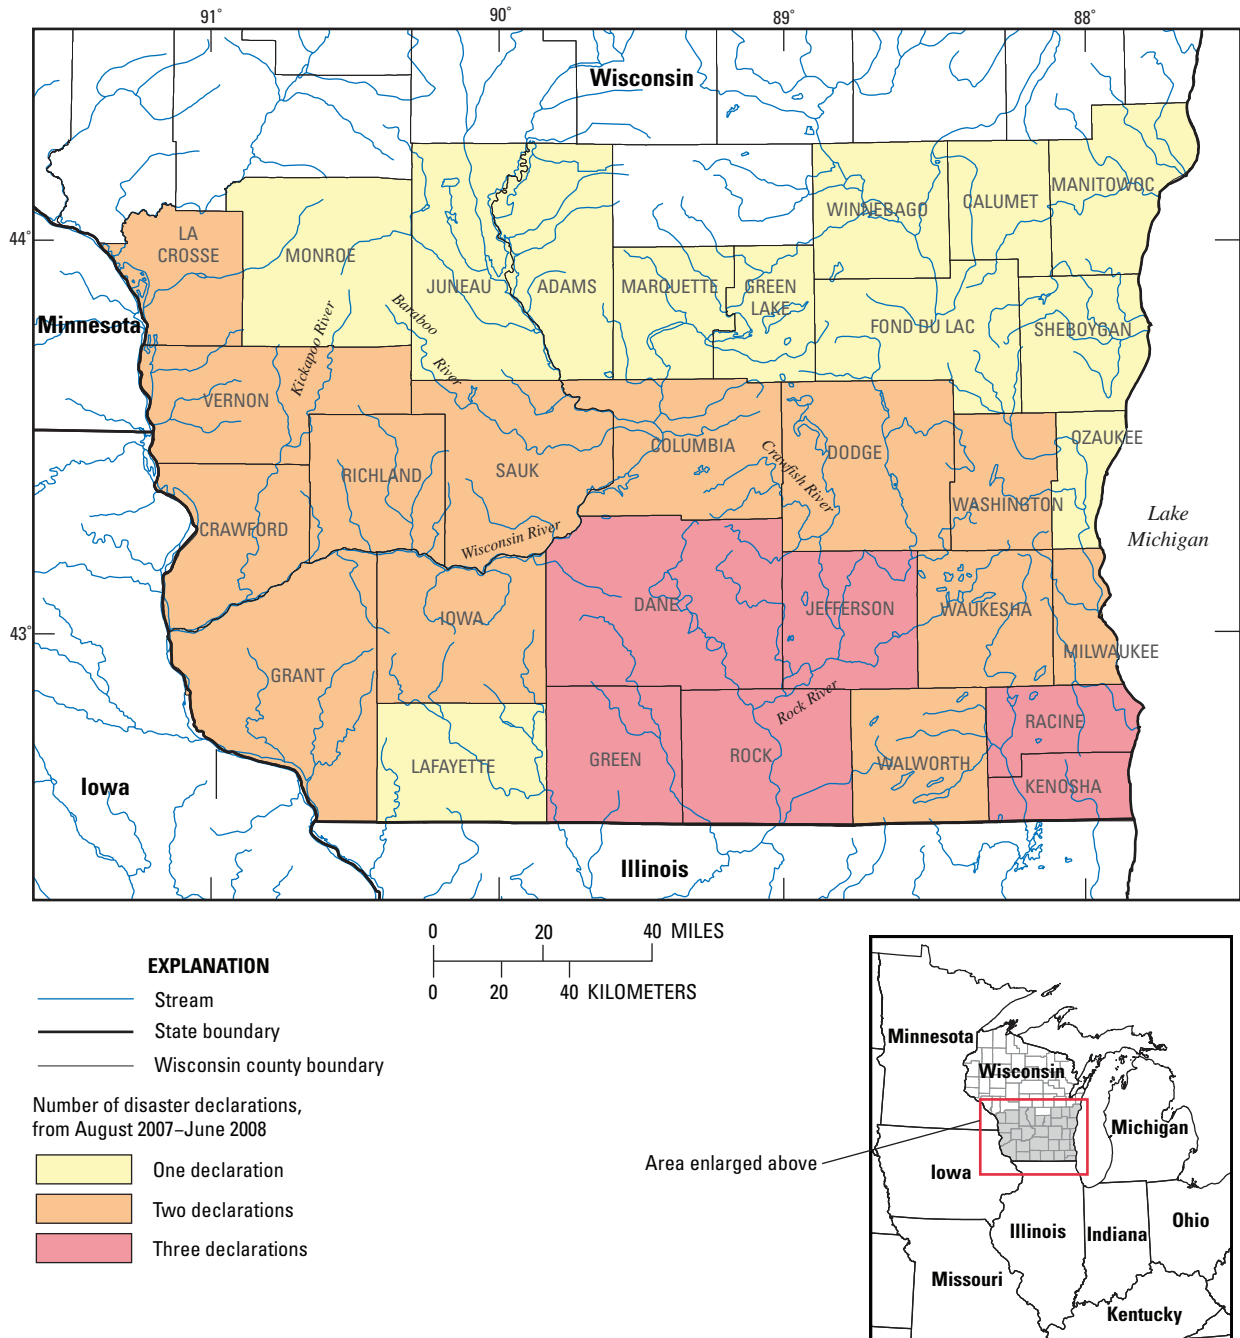 91°
90°
89°
88°
Wisconsin
MANITOWOC
CALUMET
WINNEBAGO
LA
CROSSE
44°
MONROE
JUNEAU
ADAMS
MARQUETTE
GREEN
LAKE
FOND DU LAC
SHEBOYGAN
Minnesota
Kickapoo River
Baraboo
River
VERNON
OZAUKEE
COLUMBIA
DODGE
Crawfish River
RICHLAND
SAUK
WASHINGTON
Lake
Michigan
CRAWFORD
Wisconsin River
DANE
JEFFERSON
WAUKESHA
IOWA
43°
MILWAUKEE
GRANT
Rock River
RACINE
LAFAYETTE
GREEN
ROCK
WALWORTH
KENOSHA
Iowa
Illinois
0 20 40 MILES
0 20 40 KILOMETERS
EXPLANATION
Stream
State boundary
Wisconsin county boundary
Number of disaster declarations,
from August 2007–June 2008
One declaration
Two declarations
Three declarations
Area enlarged above
Minnesota
Wisconsin
Michigan
Iowa
Illinois
Indiana
Ohio
Missouri
Kentucky